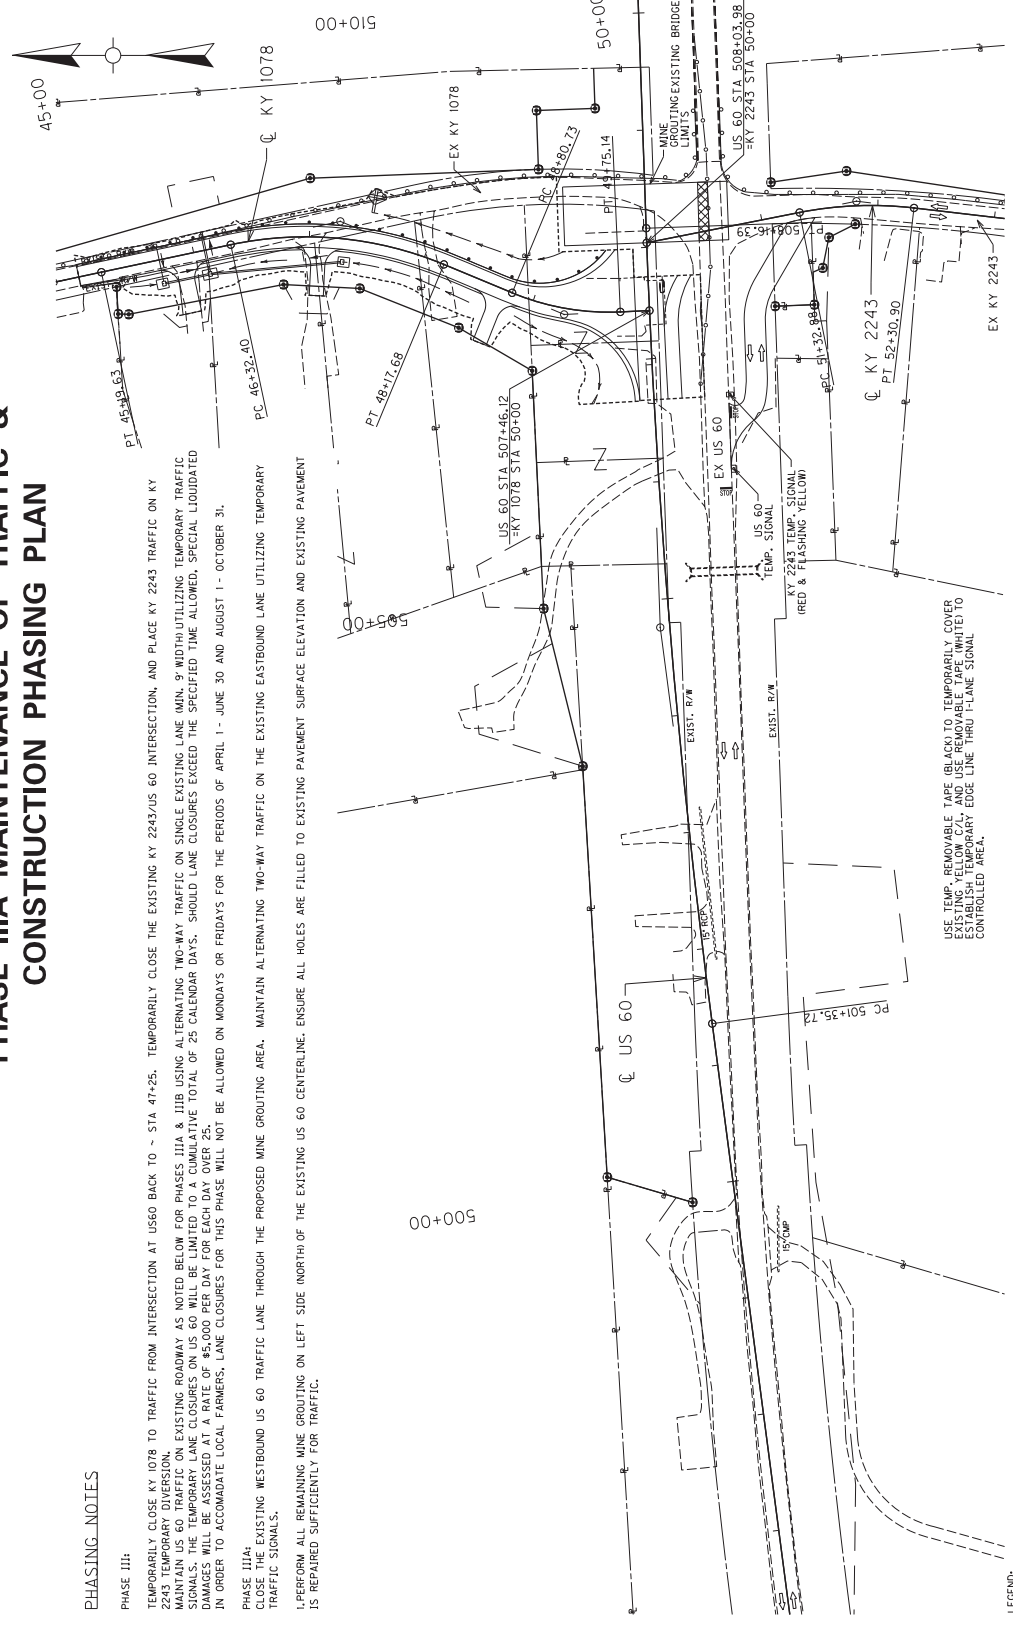 CONSTRUCTION PHASING PLAN
PHASING NOTES
PHASE III:
TEMPORARILY CLOSE KY 1078 TO TRAFFIC FROM INTERSECTION AT US60 BACK TO ~ STA 47+25. TEMPORARILY CLOSE THE EXISTING KY 2243/US 60 INTERSECTION, AND PLACE KY 2243 TRAFFIC ON KY
2243 TEMPORARY DIVERSION.
MAINTAIN US 60 TRAFFIC ON EXISTING ROADWAY AS NOTED BELOW FOR PHASES IIIA & IIIB USING ALTERNATING TWO-WAY TRAFFIC ON SINGLE EXISTING LANE (MIN. 9' WIDTH) UTILIZING TEMPORARY TRAFFIC
SIGNALS. THE TEMPORARY LANE CLOSURES ON US 60 WILL BE LIMITED TO A CUMULATIVE TOTAL OF 25 CALENDAR DAYS. SHOULD LANE CLOSURES EXCEED THE SPECIFIED TIME ALLOWED, SPECIAL LIQUIDATED
DAMAGES WILL BE ASSESSED AT A RATE OF $5,000 PER DAY FOR EACH DAY OVER 25.
IN ORDER TO ACCOMADATE LOCAL FARMERS, LANE CLOSURES FOR THIS PHASE WILL NOT BE ALLOWED ON MONDAYS OR FRIDAYS FOR THE PERIODS OF APRIL 1 - JUNE 30 AND AUGUST 1 - OCTOBER 31.
PHASE IIIA:
CLOSE THE EXISTING WESTBOUND US 60 TRAFFIC LANE THROUGH THE PROPOSED MINE GROUTING AREA. MAINTAIN ALTERNATING TWO-WAY TRAFFIC ON THE EXISTING EASTBOUND LANE UTILIZING TEMPORARY
TRAFFIC SIGNALS.
1. PERFORM ALL REMAINING MINE GROUTING ON LEFT SIDE (NORTH) OF THE EXISTING US 60 CENTERLINE. ENSURE ALL HOLES ARE FILLED TO EXISTING PAVEMENT SURFACE ELEVATION AND EXISTING PAVEMENT
IS REPAIRED SUFFICIENTLY FOR TRAFFIC.
45+00
510+00
50+00
℄ KY 1078
EX KY 1078
PT 45+19.63
PC 46+32.40
PT 48+17.68
PC 48+80.73
PT 49+75.14
MINE
GROUTING
LIMITS
EXISTING BRIDGE
US 60 STA 508+03.98
=KY 2243 STA 50+00
US 60 STA 507+46.12
=KY 1078 STA 50+00
PT 508+16.39
PT 52+30.90
℄ KY 2243
EX KY 2243
EX US 60
STOP
STOP
US 60
TEMP. SIGNAL
KY 2243 TEMP. SIGNAL
(RED & FLASHING YELLOW)
505+00
EXIST. R/W
EXIST. R/W
15" RCP
℄ US 60
PC 501+35.72
500+00
15" CMP
USE TEMP. REMOVABLE TAPE (BLACK) TO TEMPORARILY COVER
EXISTING YELLOW C/L, AND USE REMOVABLE TAPE (WHITE) TO
ESTABLISH TEMPORARY EDGE LINE THRU 1-LANE SIGNAL
CONTROLLED AREA.
LEGEND: